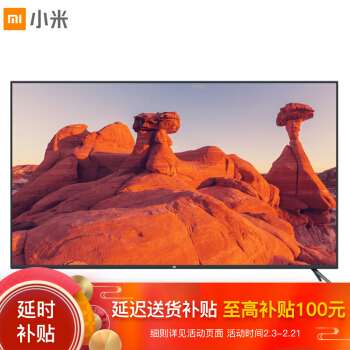 mi 小米
延时
补贴
延迟送货补贴 至高补贴100元
细则详见活动页面 活动时间2.3-2.21